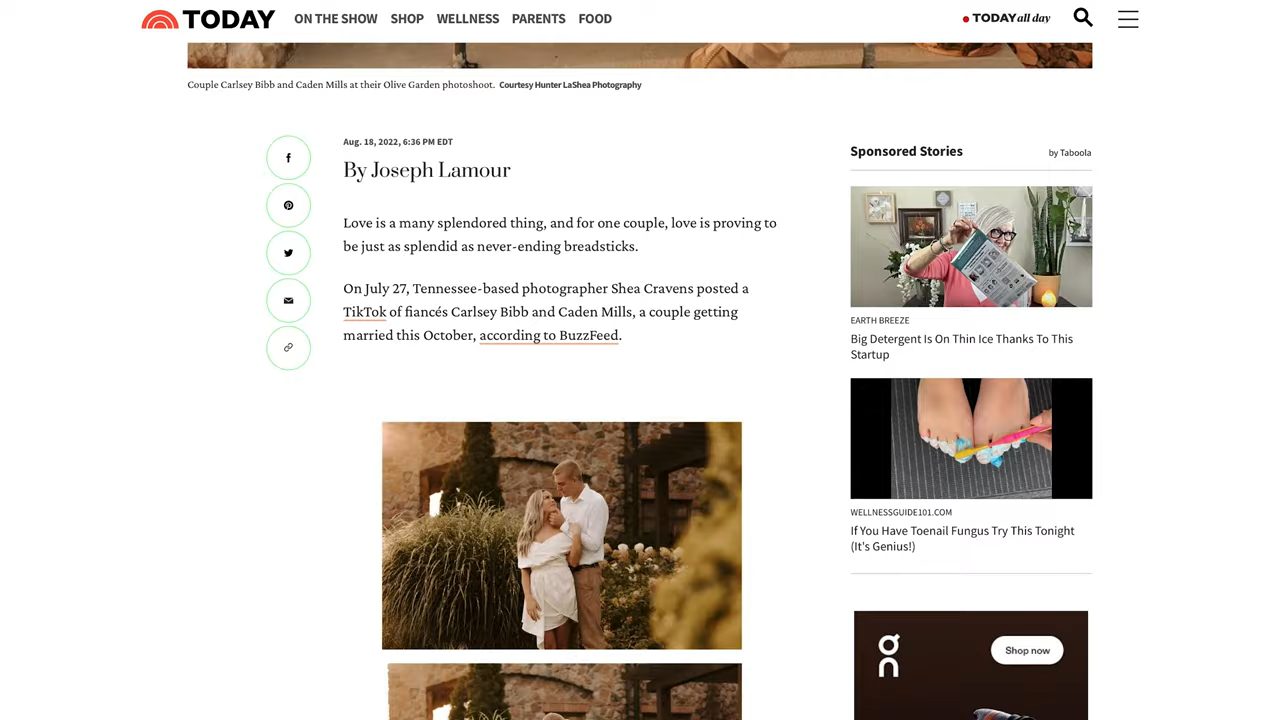 TODAY ON THE SHOW SHOP WELLNESS PARENTS FOOD TODAY all day
Couple Carlsey Bibb and Caden Mills at their Olive Garden photoshoot. Courtesy Hunter LaShea Photography
Aug. 18, 2022, 6:36 PM EDT
By Joseph Lamour
Love is a many splendored thing, and for one couple, love is proving to
be just as splendid as never-ending breadsticks.
On July 27, Tennessee-based photographer Shea Cravens posted a
TikTok of fiancés Carlsey Bibb and Caden Mills, a couple getting
married this October, according to BuzzFeed.
Sponsored Stories by Taboola
EARTH BREEZE
Big Detergent Is On Thin Ice Thanks To This
Startup
WELLNESSGUIDE101.COM
If You Have Toenail Fungus Try This Tonight
(It's Genius!)
Shop now